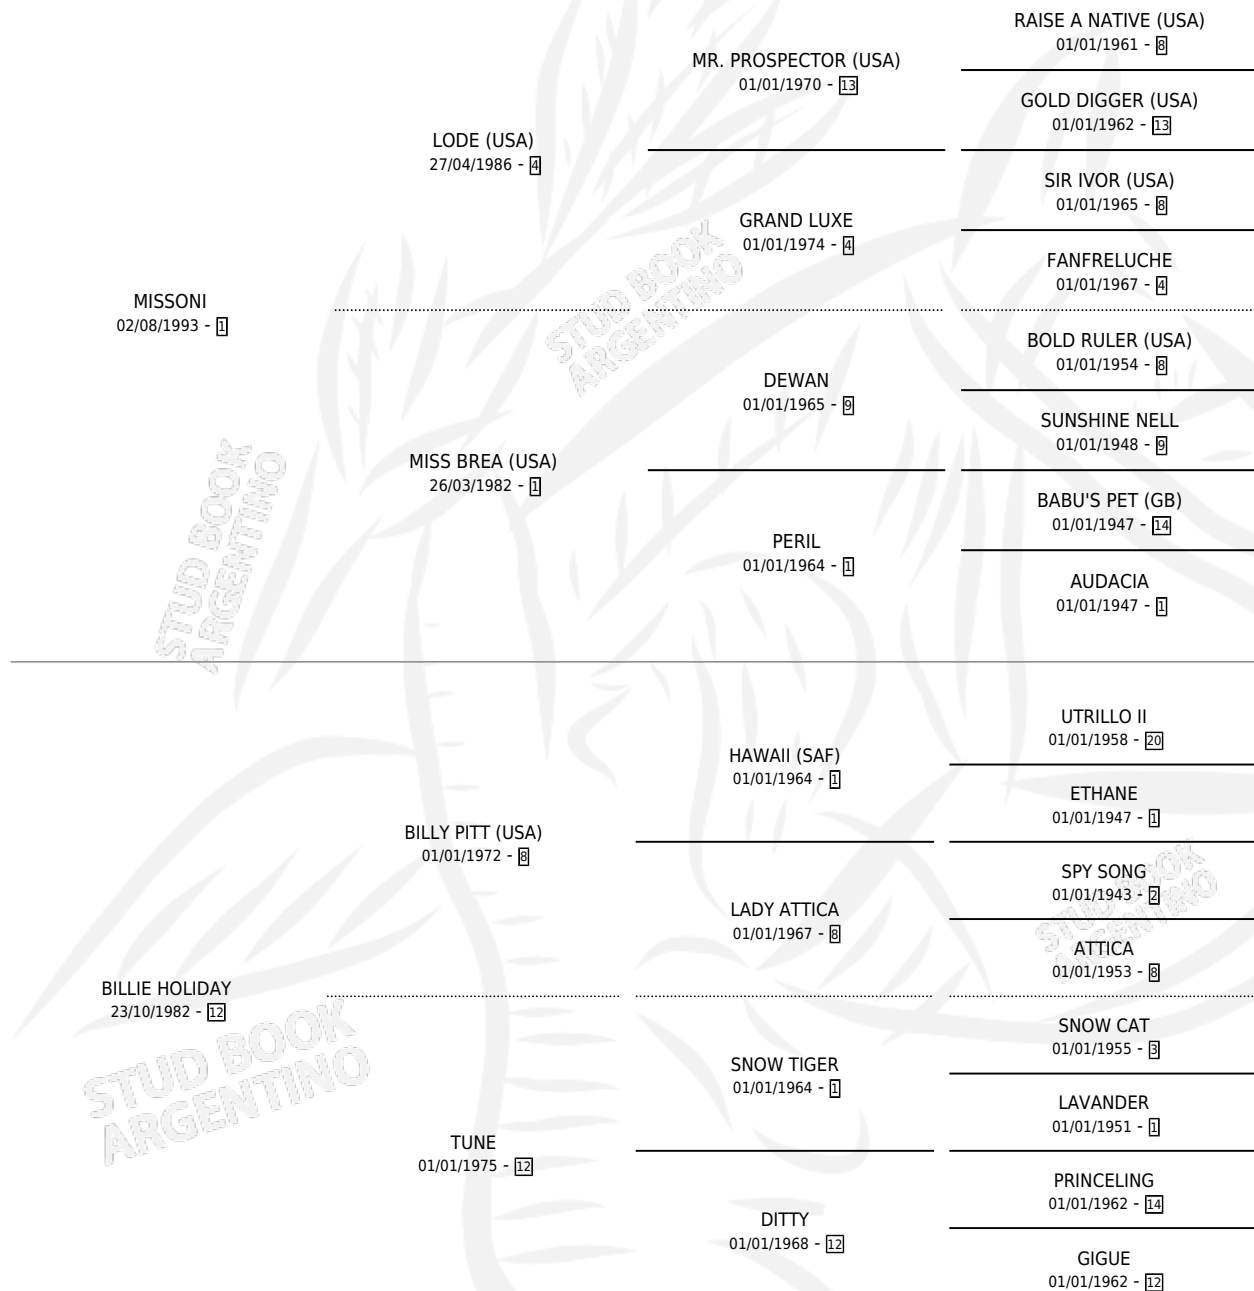 RAISE A NATIVE (USA)
01/01/1961 - 8
MR. PROSPECTOR (USA)
01/01/1970 - 13
GOLD DIGGER (USA)
01/01/1962 - 13
LODE (USA)
27/04/1986 - 4
SIR IVOR (USA)
01/01/1965 - 8
GRAND LUXE
01/01/1974 - 4
FANFRELUCHE
01/01/1967 - 4
MISSONI
02/08/1993 - 1
STUD BOOK
ARGENTINO
BOLD RULER (USA)
01/01/1954 - 8
DEWAN
01/01/1965 - 9
SUNSHINE NELL
01/01/1948 - 9
MISS BREA (USA)
26/03/1982 - 1
BABU'S PET (GB)
01/01/1947 - 14
PERIL
01/01/1964 - 1
AUDACIA
01/01/1947 - 1
STUD BOOK
ARGENTINO
UTRILLO II
01/01/1958 - 20
HAWAII (SAF)
01/01/1964 - 1
ETHANE
01/01/1947 - 1
BILLY PITT (USA)
01/01/1972 - 8
SPY SONG
01/01/1943 - 2
LADY ATTICA
01/01/1967 - 8
ATTICA
01/01/1953 - 8
STUD BOOK
ARGENTINO
BILLIE HOLIDAY
23/10/1982 - 12
SNOW CAT
01/01/1955 - 3
SNOW TIGER
01/01/1964 - 1
LAVANDER
01/01/1951 - 1
STUD BOOK
ARGENTINO
TUNE
01/01/1975 - 12
PRINCELING
01/01/1962 - 14
DITTY
01/01/1968 - 12
GIGUE
01/01/1962 - 12